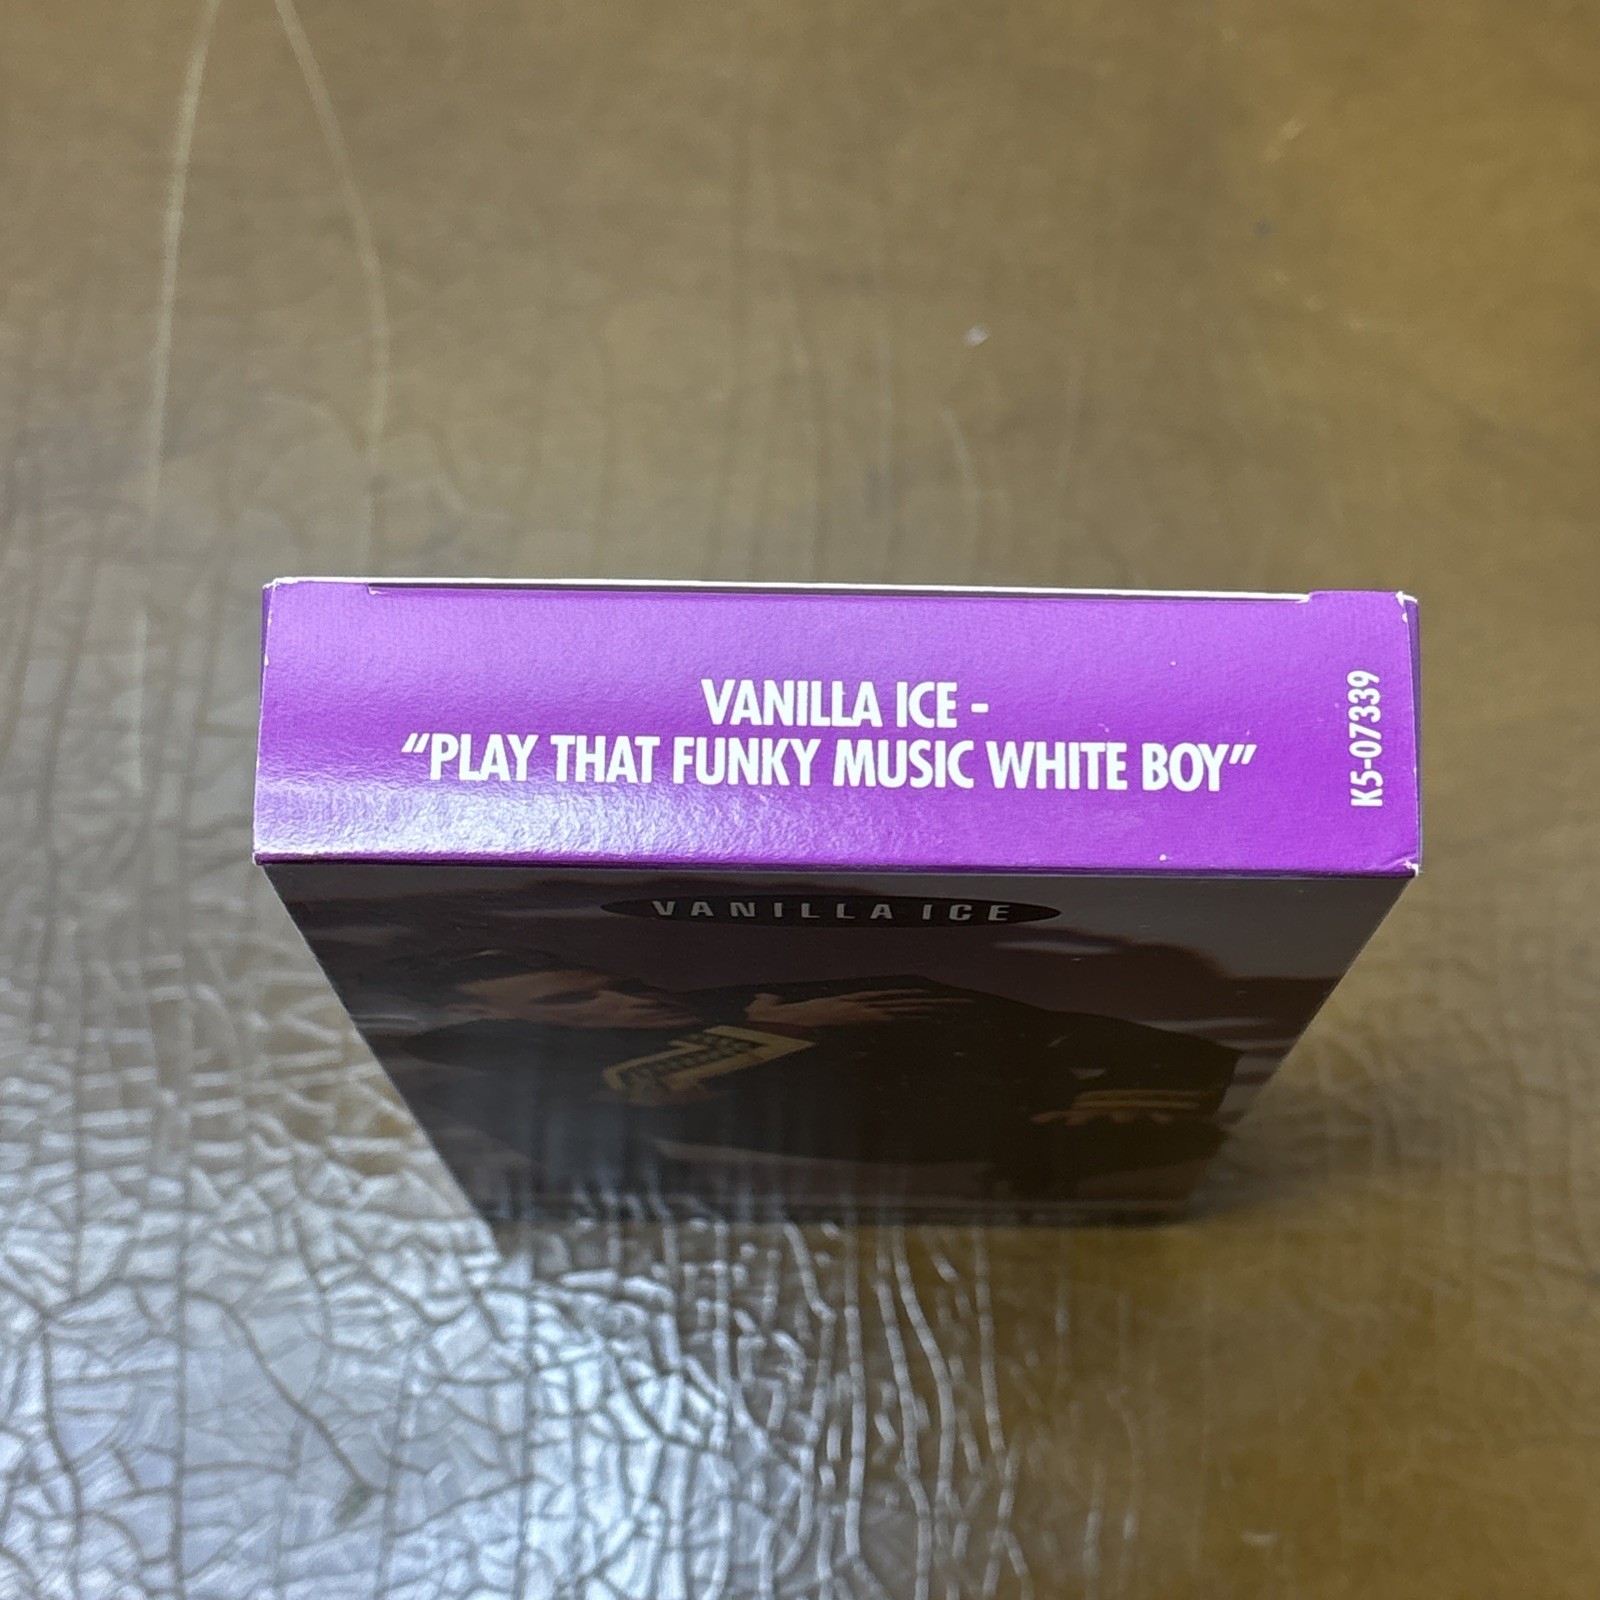 VANILLA ICE -
“PLAY THAT FUNKY MUSIC WHITE BOY”
K5-07339
VANILLA ICE